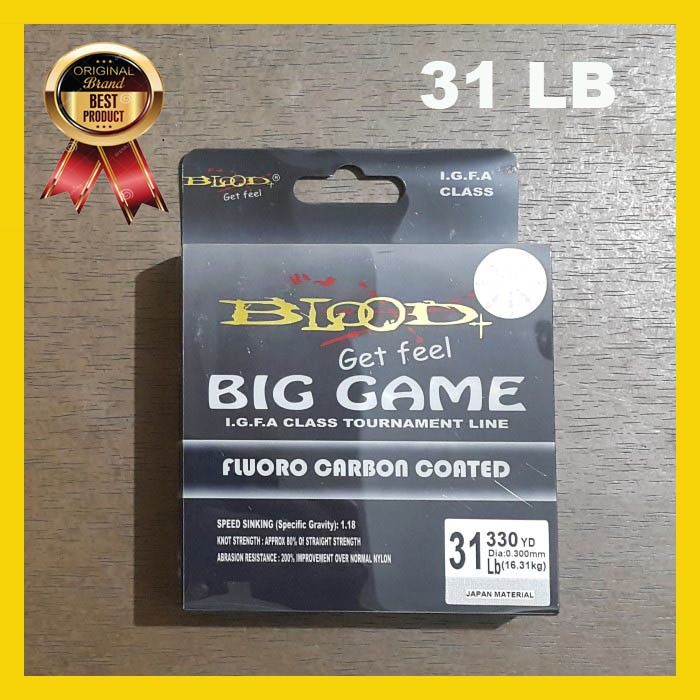 ORIGINAL
Brand
BEST
PRODUCT
31 LB
BLOOD+®
Get feel
I.G.F.A
CLASS
BLOOD+
Get feel
BIG GAME
I.G.F.A CLASS TOURNAMENT LINE
FLUORO CARBON COATED
SPEED SINKING (Specific Gravity): 1.18
KNOT STRENGTH : APPROX 80% OF STRAIGHT STRENGTH
ABRASION RESISTANCE : 200% IMPROVEMENT OVER NORMAL NYLON
31 Lb 330 YD
Dia:0.300mm
(16.31kg)
JAPAN MATERIAL